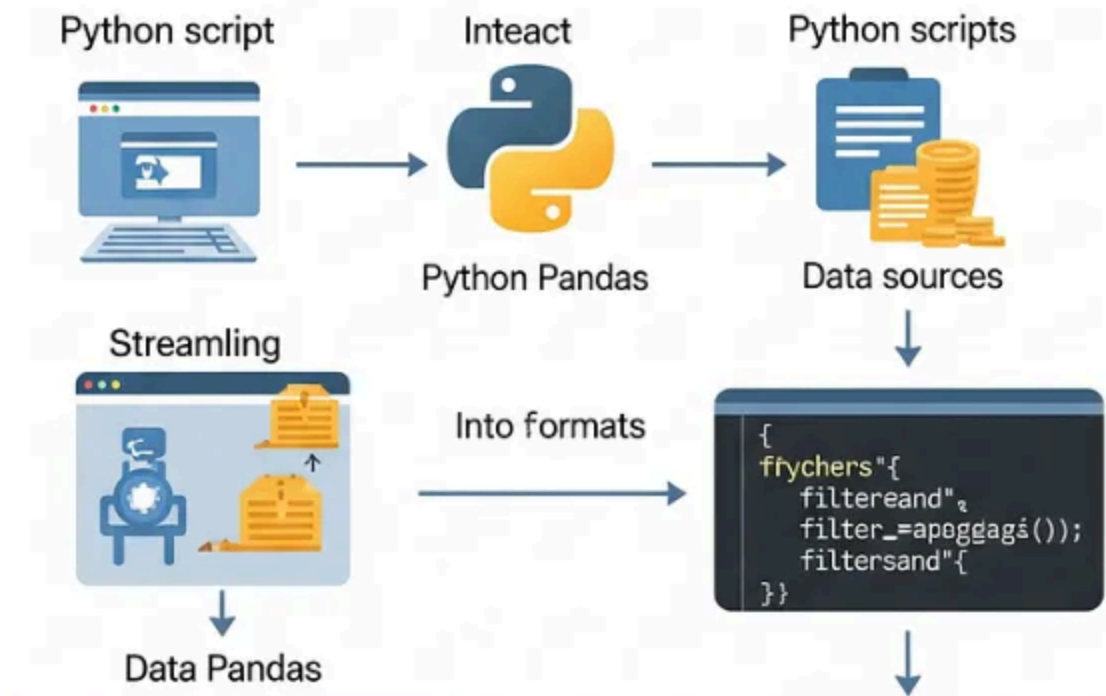 Python script
Inteact
Python scripts
Python Pandas
Data sources
Streamling
Into formats
{
ffychers"{
filtereand",
filter_=apoggagś());
filtersand"{
}}
Data Pandas